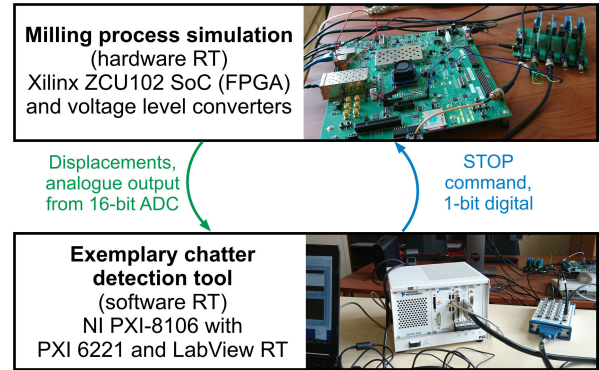 Milling process simulation
(hardware RT)
Xilinx ZCU102 SoC (FPGA)
and voltage level converters
Displacements,
analogue output
from 16-bit ADC
STOP
command,
1-bit digital
Exemplary chatter
detection tool
(software RT)
NI PXI-8106 with
PXI 6221 and LabView RT